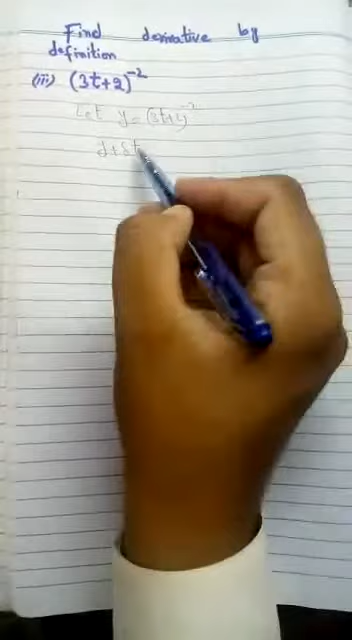 Find derivative by
definition
(iii) (3t+2)⁻²
Let y = (3t+2)⁻²
y+δ